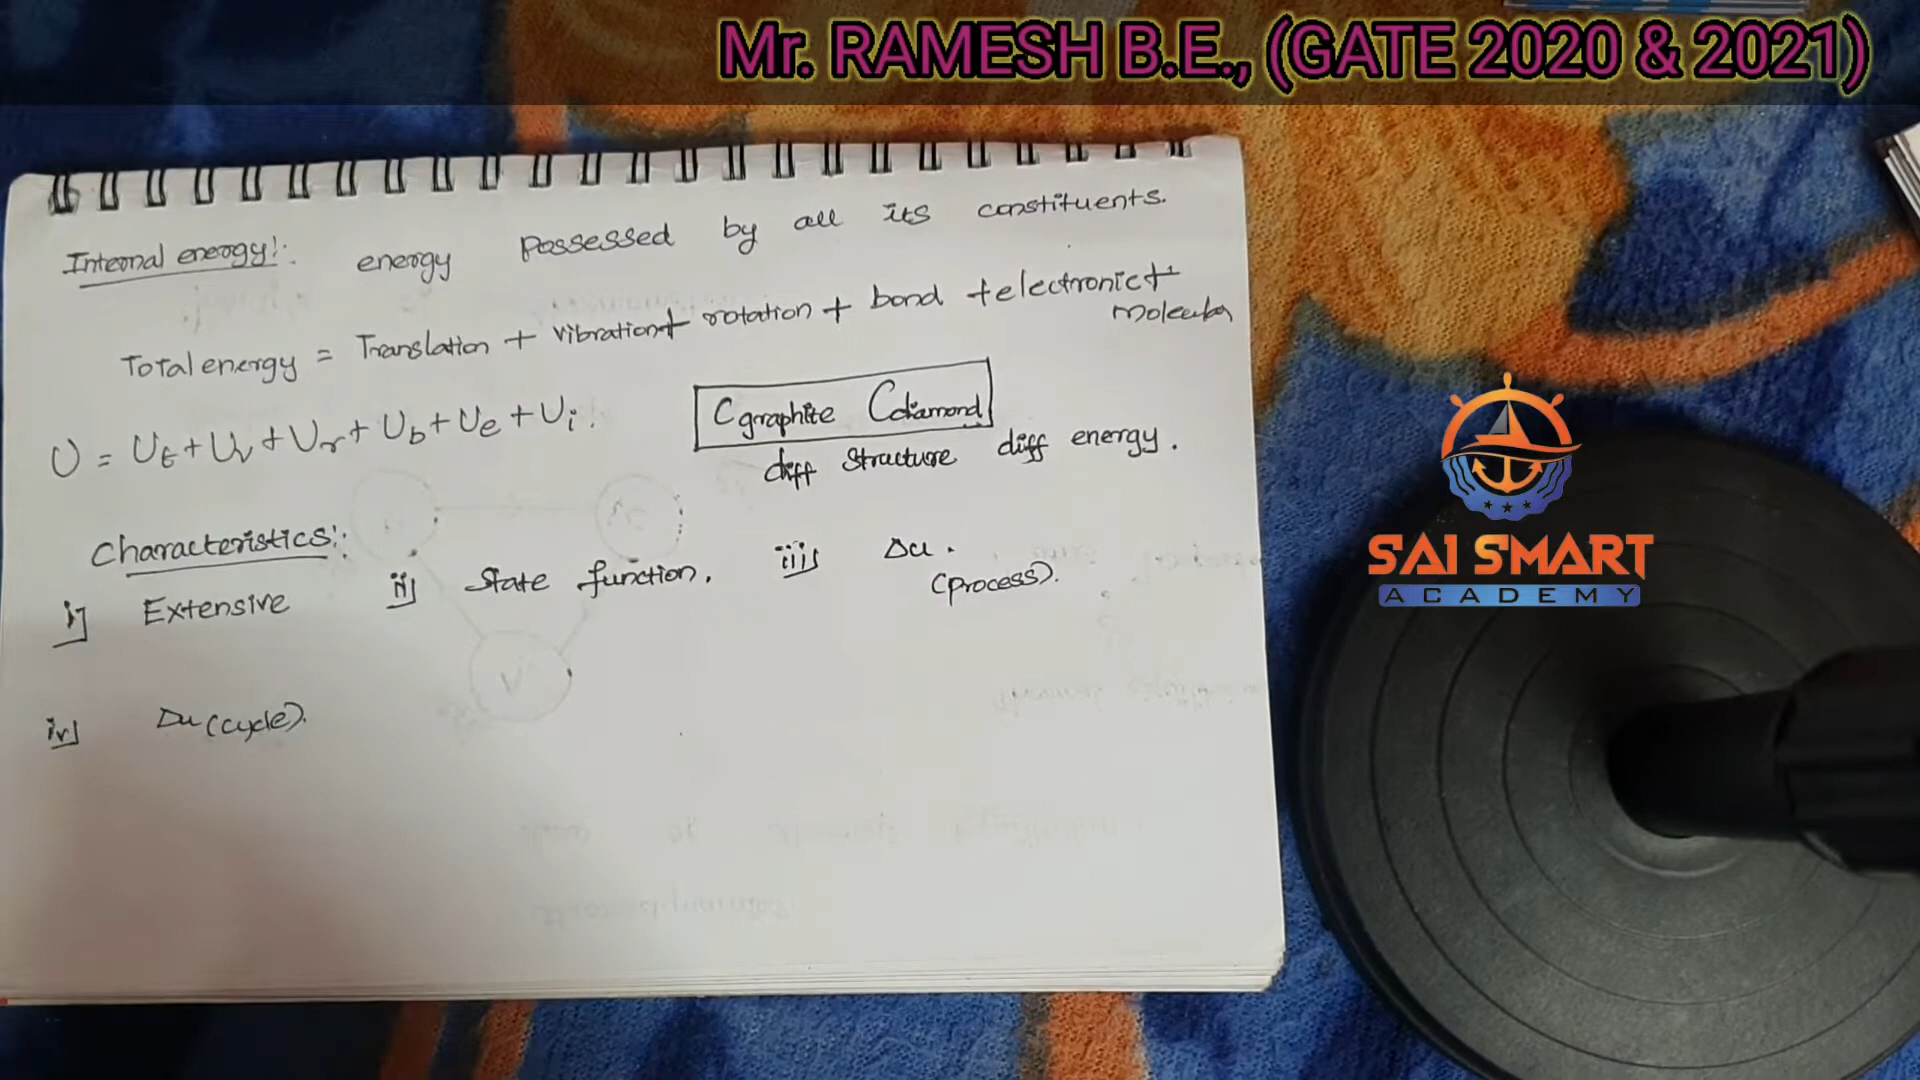 Mr. RAMESH B.E., (GATE 2020 & 2021)
Internal energy!: energy possessed by all its constituents.
Total energy = Translation + vibration + rotation + bond + electronic +
molecular
U = Ut + Uv + Ur + Ub + Ue + Ui.
Cgraphite Cdiamond
diff structure diff energy.
Characteristics:
i] Extensive ii] State function. iii] Δu.
(process).
iv] Δu (cycle).
SAI SMART
ACADEMY